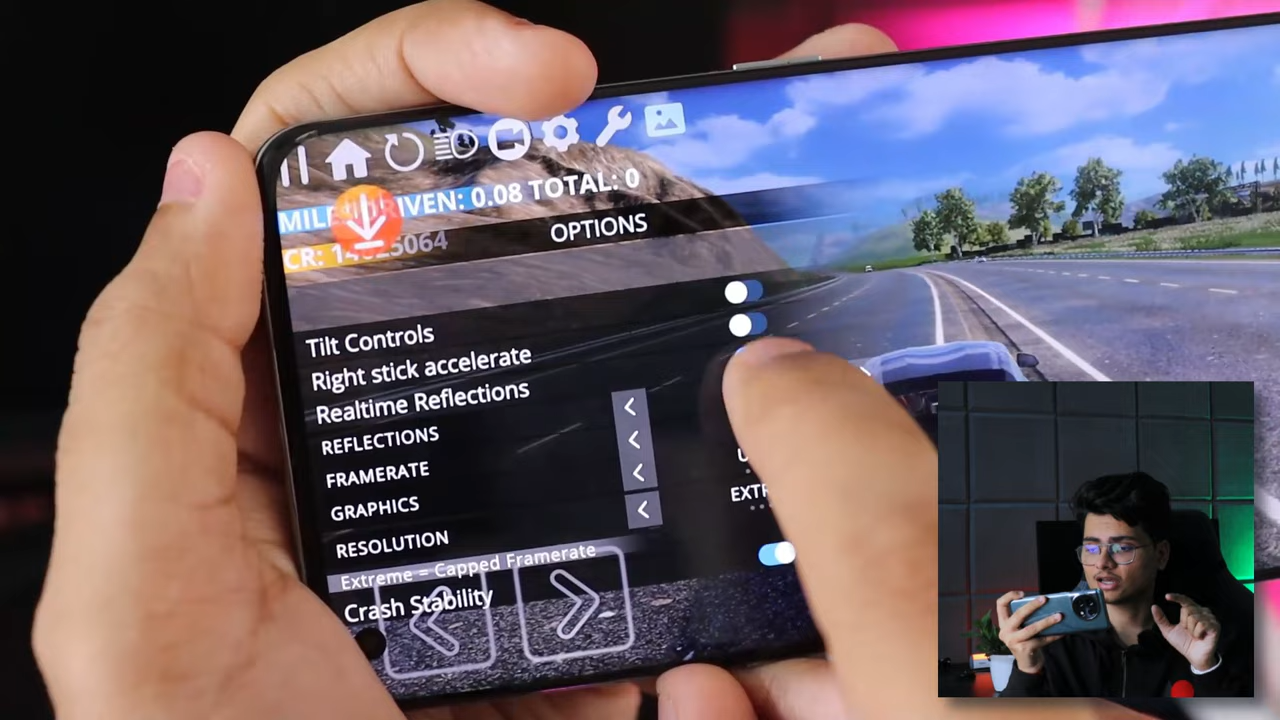 MILES DRIVEN: 0.08 TOTAL: 0
OPTIONS
Tilt Controls
Right stick accelerate
Realtime Reflections
REFLECTIONS
FRAMERATE
GRAPHICS
RESOLUTION
Extreme = Capped Framerate
Crash Stability